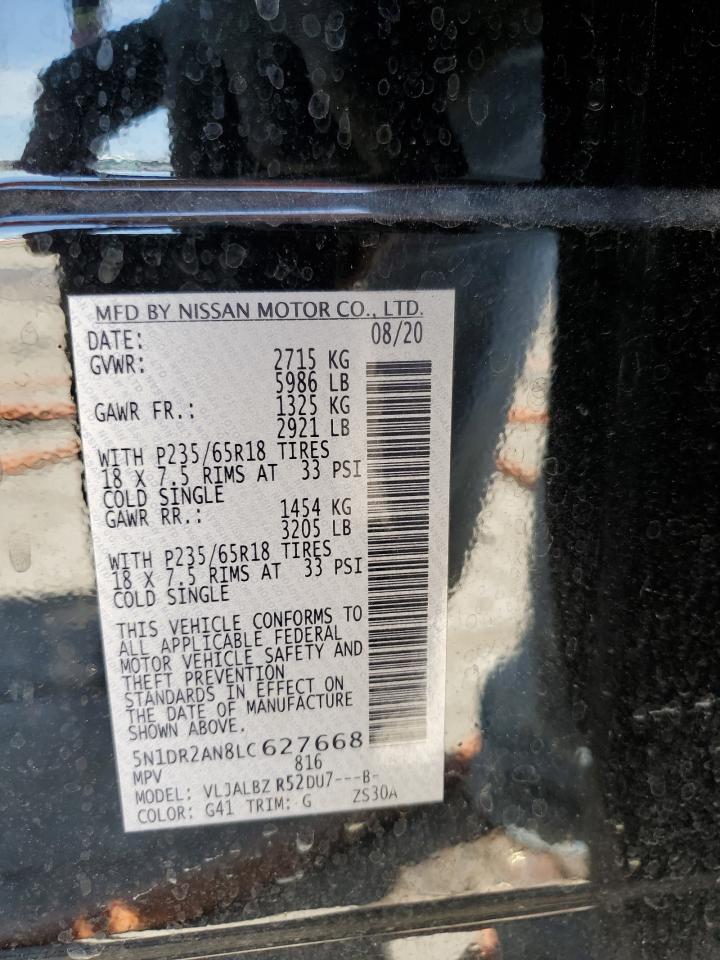 MFD BY NISSAN MOTOR CO., LTD.
DATE: 08/20
GVWR: 2715 KG
5986 LB
GAWR FR.: 1325 KG
2921 LB
WITH P235/65R18 TIRES
18 X 7.5 RIMS AT 33 PSI
COLD SINGLE
GAWR RR.: 1454 KG
3205 LB
WITH P235/65R18 TIRES
18 X 7.5 RIMS AT 33 PSI
COLD SINGLE
THIS VEHICLE CONFORMS TO
ALL APPLICABLE FEDERAL
MOTOR VEHICLE SAFETY AND
THEFT PREVENTION
STANDARDS IN EFFECT ON
THE DATE OF MANUFACTURE
SHOWN ABOVE.
5N1DR2AN8LC627668
MPV 816
MODEL: VLJALBZ R52DU7---B-
COLOR: G41 TRIM: G ZS30A